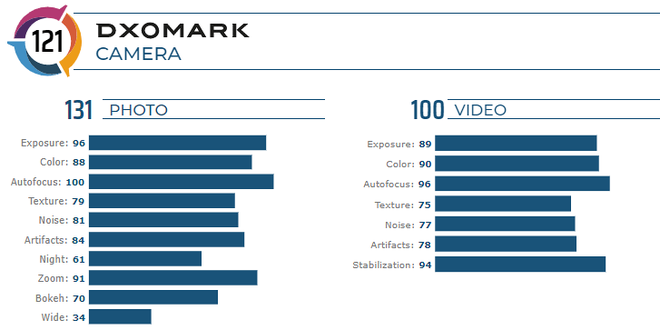 121
DXOMARK
CAMERA
131 PHOTO
Exposure: 96
Color: 88
Autofocus: 100
Texture: 79
Noise: 81
Artifacts: 84
Night: 61
Zoom: 91
Bokeh: 70
Wide: 34
100 VIDEO
Exposure: 89
Color: 90
Autofocus: 96
Texture: 75
Noise: 77
Artifacts: 78
Stabilization: 94